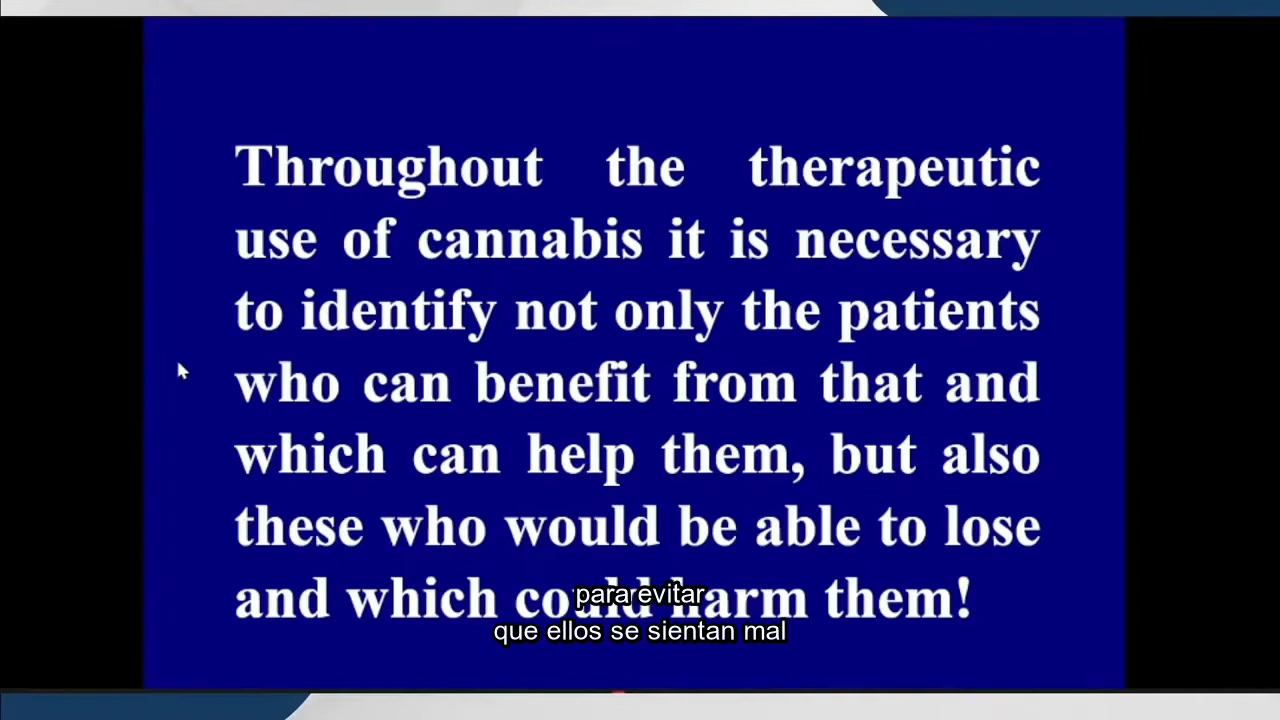 Throughout the therapeutic
use of cannabis it is necessary
to identify not only the patients
who can benefit from that and
which can help them, but also
these who would be able to lose
and which could harm them!
para evitar
que ellos se sientan mal